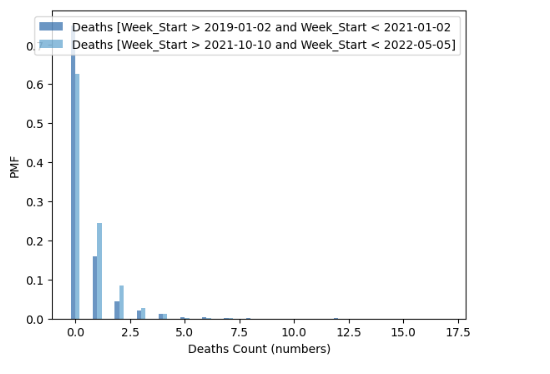 Deaths [Week_Start > 2019-01-02 and Week_Start < 2021-01-02
Deaths [Week_Start > 2021-10-10 and Week_Start < 2022-05-05]
0.6
0.5
0.4
0.3
0.2
0.1
0.0
PMF
0.0 2.5 5.0 7.5 10.0 12.5 15.0 17.5
Deaths Count (numbers)